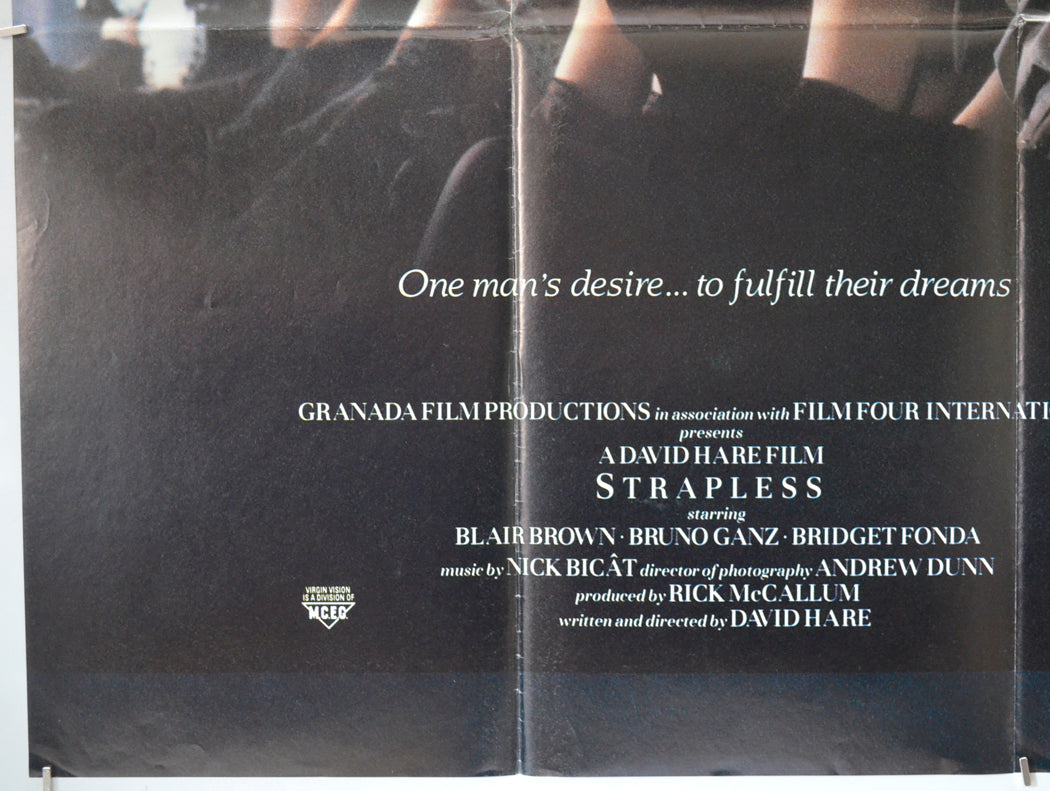 One man's desire... to fulfill their dreams
GRANADA FILM PRODUCTIONS in association with FILM FOUR INTERNATI
presents
A DAVID HARE FILM
STRAPLESS
starring
BLAIR BROWN · BRUNO GANZ · BRIDGET FONDA
music by NICK BICÂT director of photography ANDREW DUNN
produced by RICK McCALLUM
written and directed by DAVID HARE
VIRGIN VISION
IS A DIVISION OF
M.C.E.G.